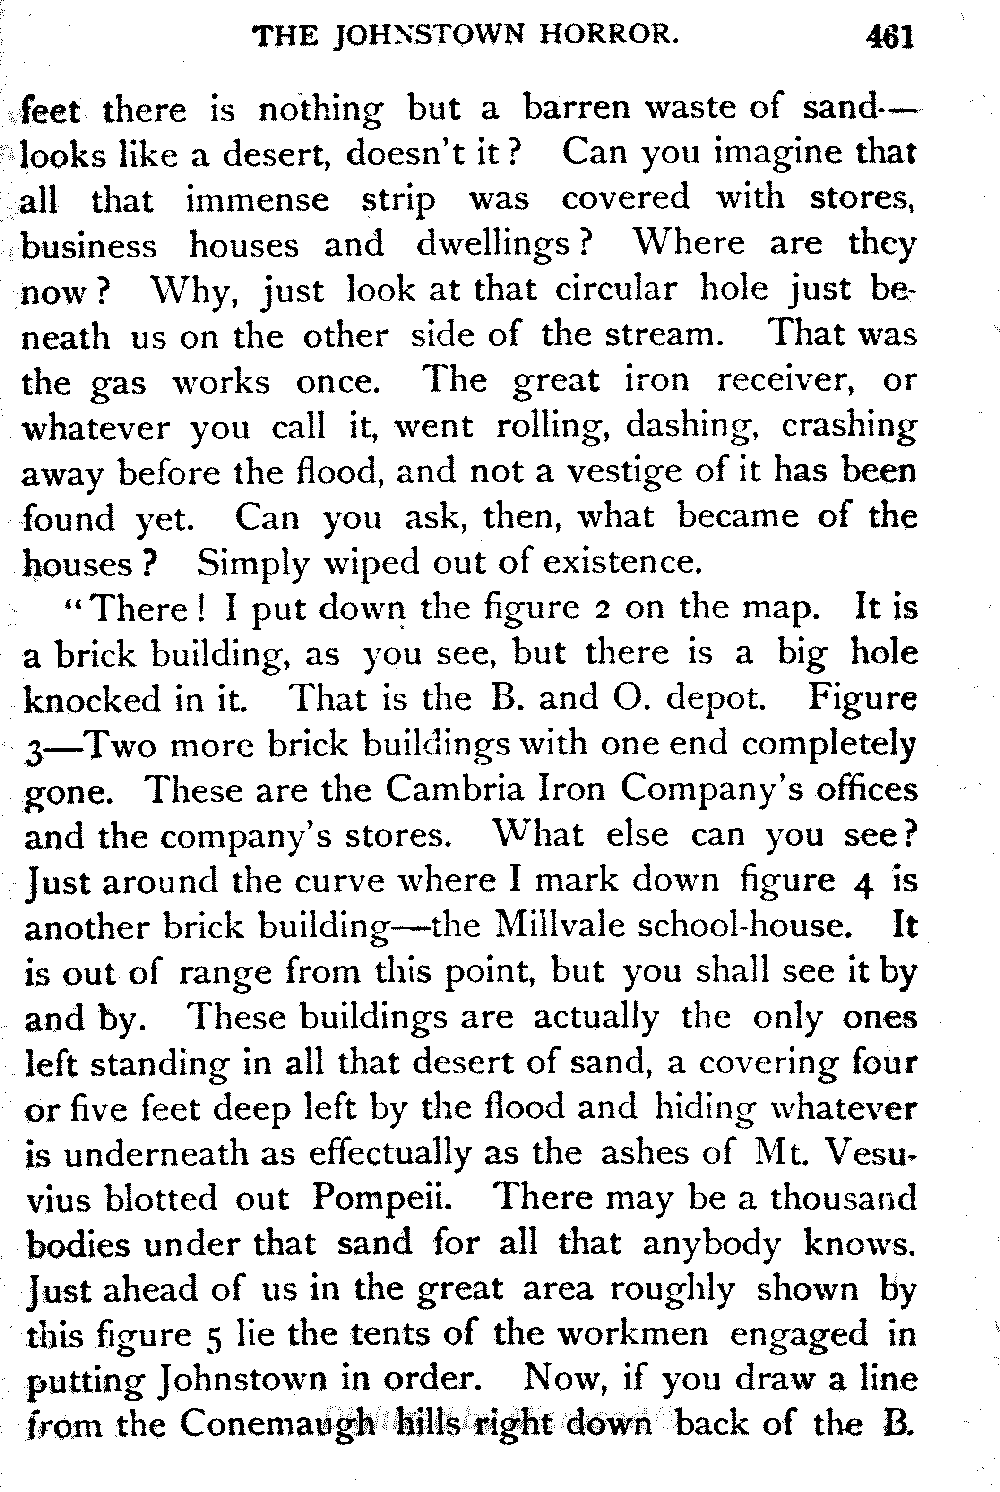 THE JOHNSTOWN HORROR. 461
feet there is nothing but a barren waste of sand—
looks like a desert, doesn't it? Can you imagine that
all that immense strip was covered with stores,
business houses and dwellings? Where are they
now? Why, just look at that circular hole just be-
neath us on the other side of the stream. That was
the gas works once. The great iron receiver, or
whatever you call it, went rolling, dashing, crashing
away before the flood, and not a vestige of it has been
found yet. Can you ask, then, what became of the
houses? Simply wiped out of existence.
"There! I put down the figure 2 on the map. It is
a brick building, as you see, but there is a big hole
knocked in it. That is the B. and O. depot. Figure
3—Two more brick buildings with one end completely
gone. These are the Cambria Iron Company's offices
and the company's stores. What else can you see?
Just around the curve where I mark down figure 4 is
another brick building—the Millvale school-house. It
is out of range from this point, but you shall see it by
and by. These buildings are actually the only ones
left standing in all that desert of sand, a covering four
or five feet deep left by the flood and hiding whatever
is underneath as effectually as the ashes of Mt. Vesu-
vius blotted out Pompeii. There may be a thousand
bodies under that sand for all that anybody knows.
Just ahead of us in the great area roughly shown by
this figure 5 lie the tents of the workmen engaged in
putting Johnstown in order. Now, if you draw a line
from the Conemaugh hills right down back of the B.